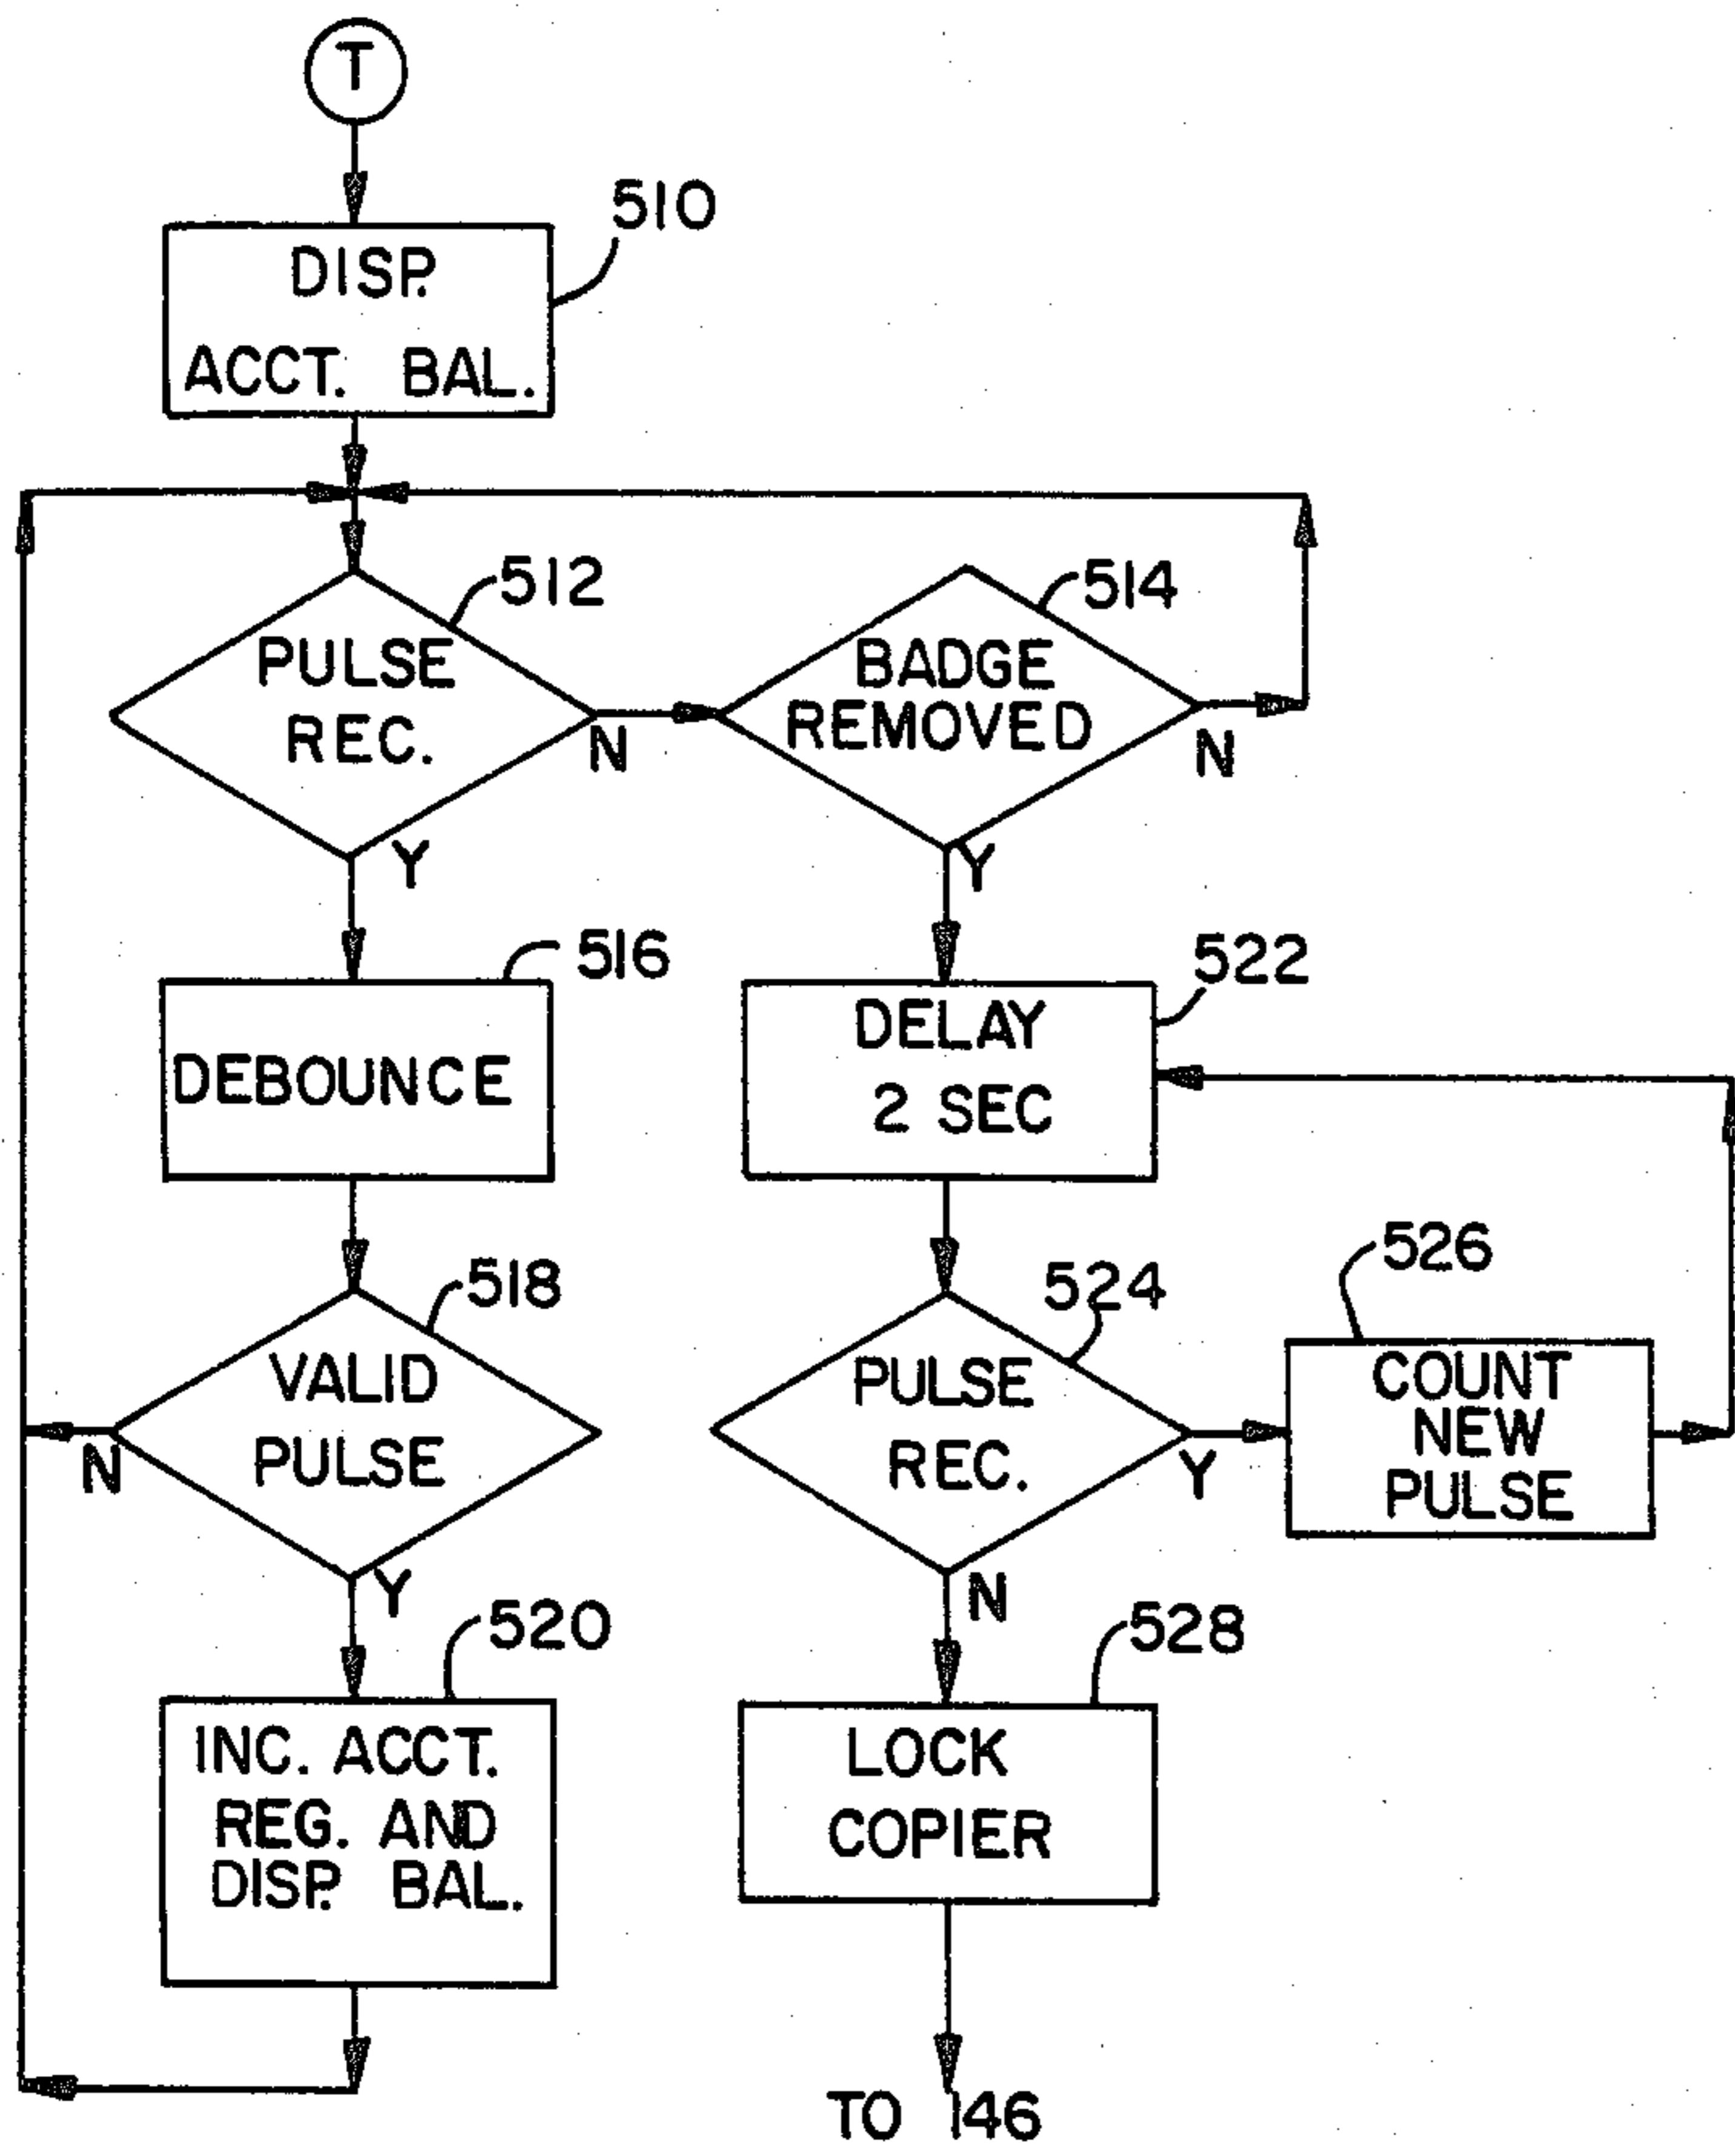 T
510
DISP.
ACCT. BAL.
512
PULSE
REC.
N
Y
514
BADGE
REMOVED
N
Y
516
DEBOUNCE
522
DELAY
2 SEC
518
VALID
PULSE
N
Y
524
PULSE
REC.
Y
N
526
COUNT
NEW
PULSE
520
INC. ACCT.
REG. AND
DISP. BAL.
528
LOCK
COPIER
TO 146